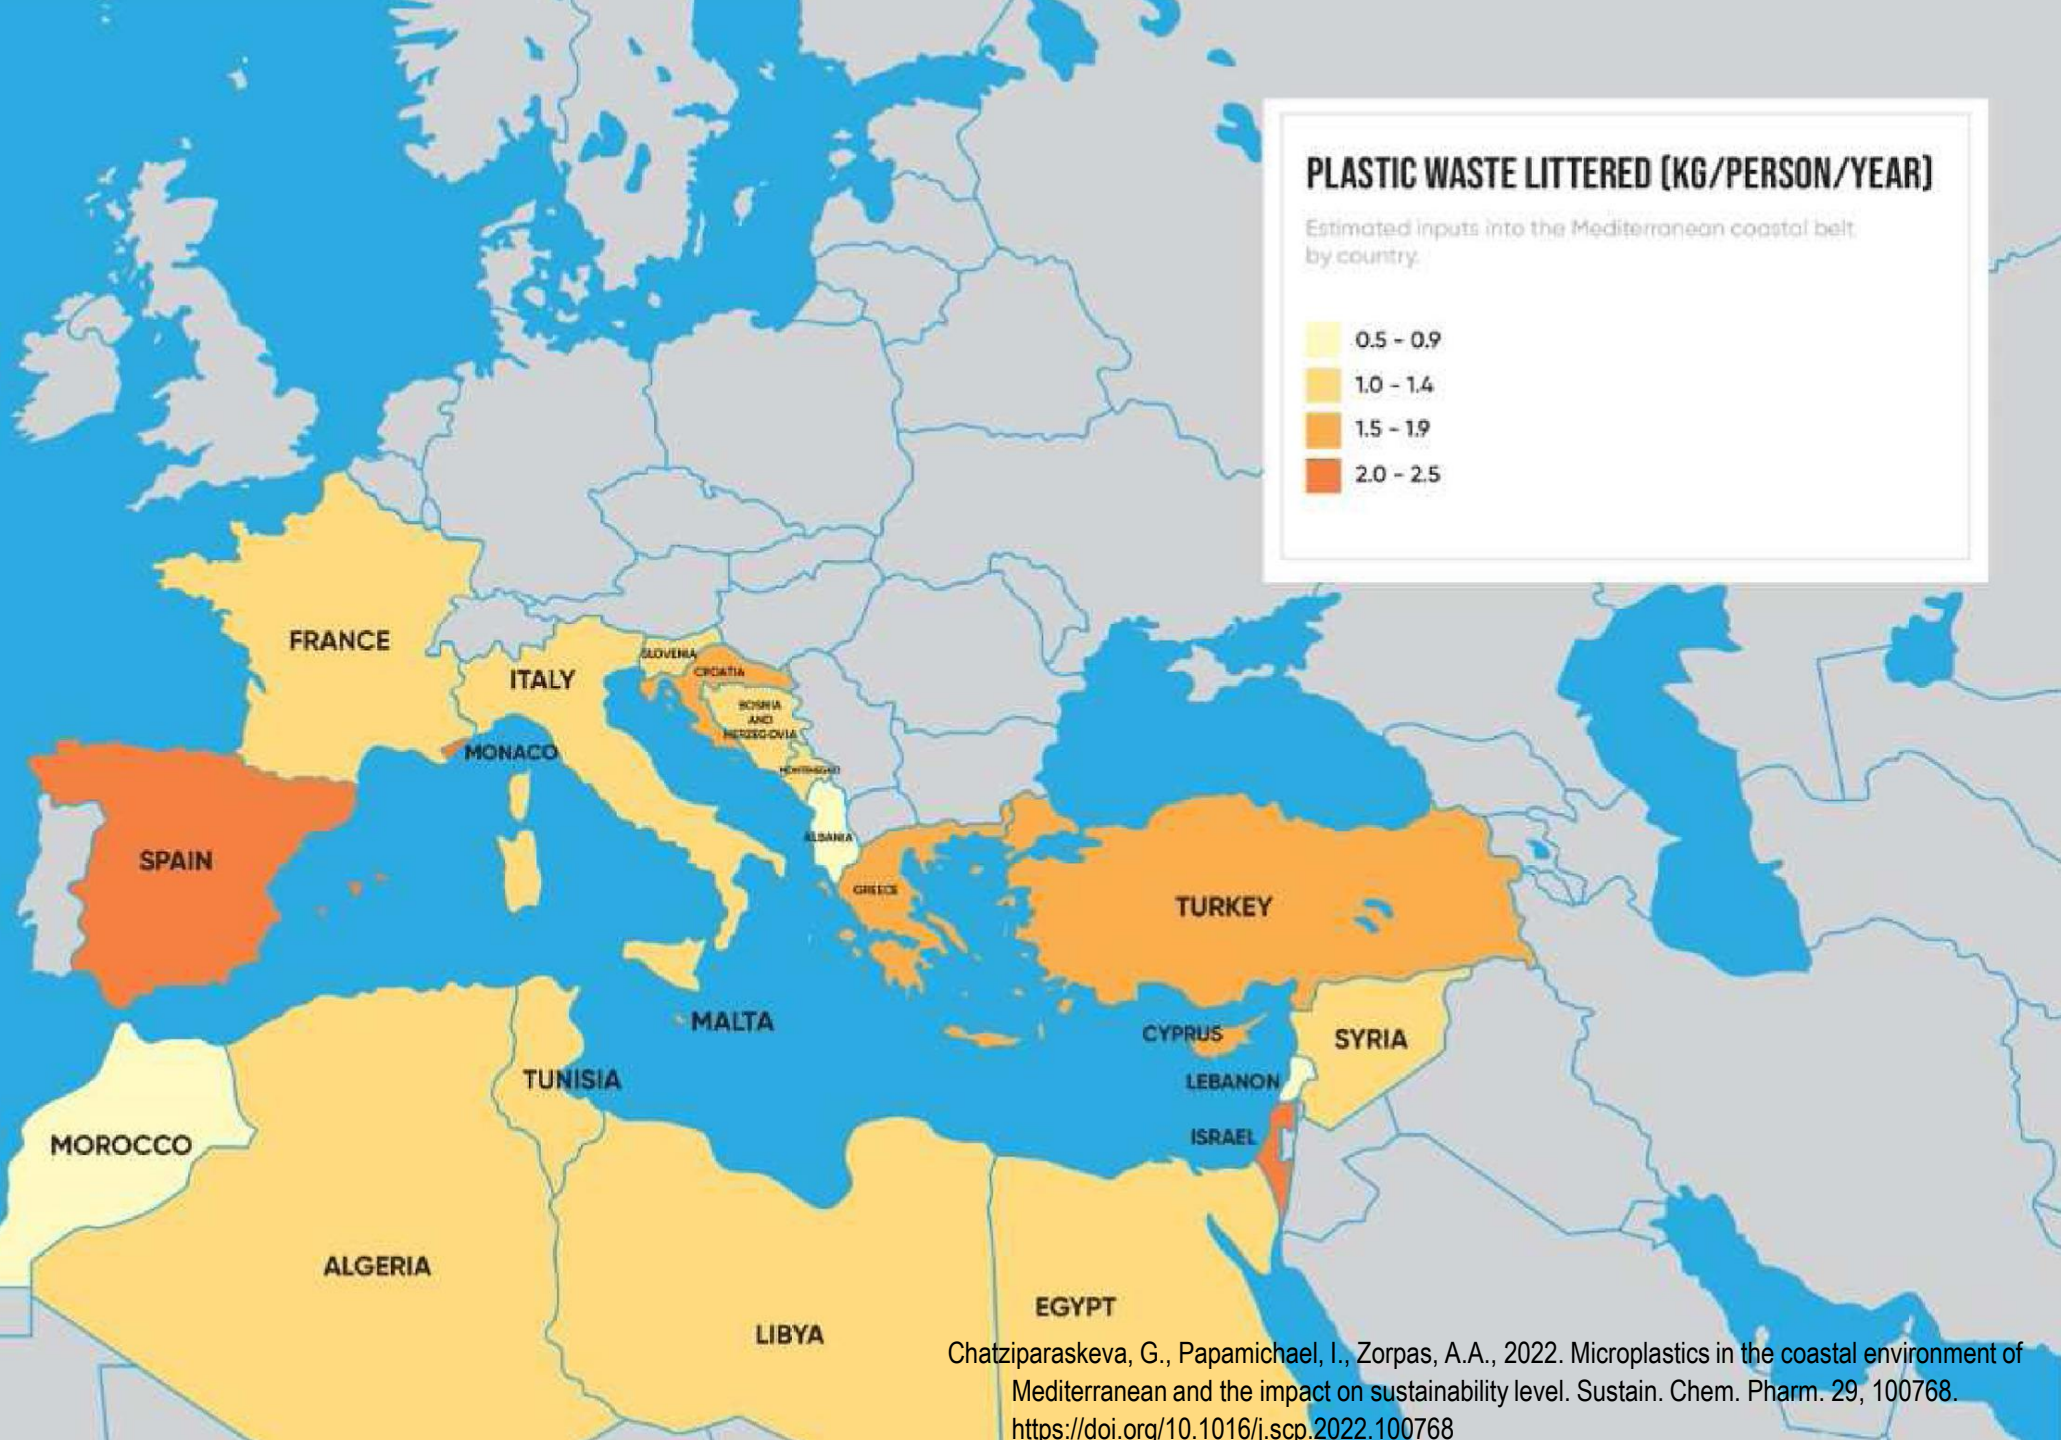 PLASTIC WASTE LITTERED (KG/PERSON/YEAR)
Estimated inputs into the Mediterranean coastal belt
by country.
0.5 - 0.9
1.0 - 1.4
1.5 - 1.9
2.0 - 2.5
FRANCE
ITALY
SLOVENIA
CROATIA
BOSNIA
AND
HERZEGOVIA
MONACO
MONTENEGRO
ALBANIA
SPAIN
GREECE
TURKEY
MALTA
CYPRUS
SYRIA
TUNISIA
LEBANON
ISRAEL
MOROCCO
ALGERIA
EGYPT
LIBYA
Chatziparaskeva, G., Papamichael, I., Zorpas, A.A., 2022. Microplastics in the coastal environment of
Mediterranean and the impact on sustainability level. Sustain. Chem. Pharm. 29, 100768.
https://doi.org/10.1016/j.scp.2022.100768